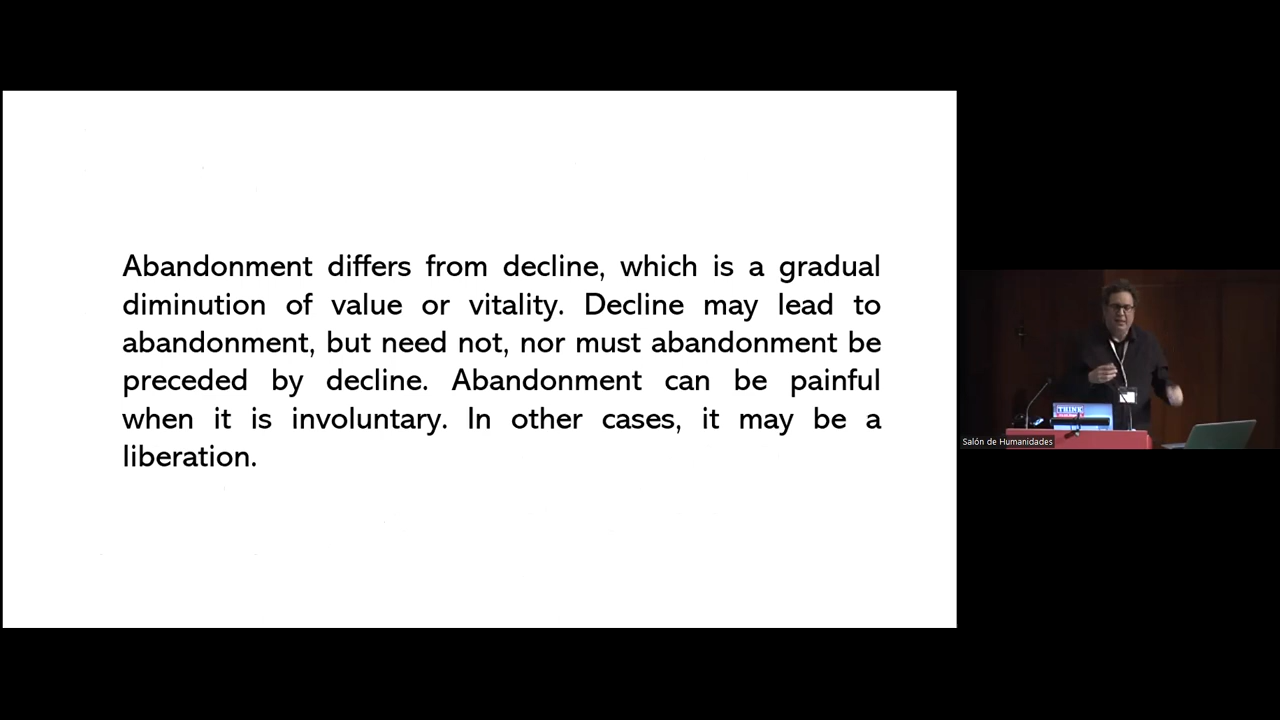 Abandonment differs from decline, which is a gradual
diminution of value or vitality. Decline may lead to
abandonment, but need not, nor must abandonment be
preceded by decline. Abandonment can be painful
when it is involuntary. In other cases, it may be a
liberation.
THINK
Salón de Humanidades